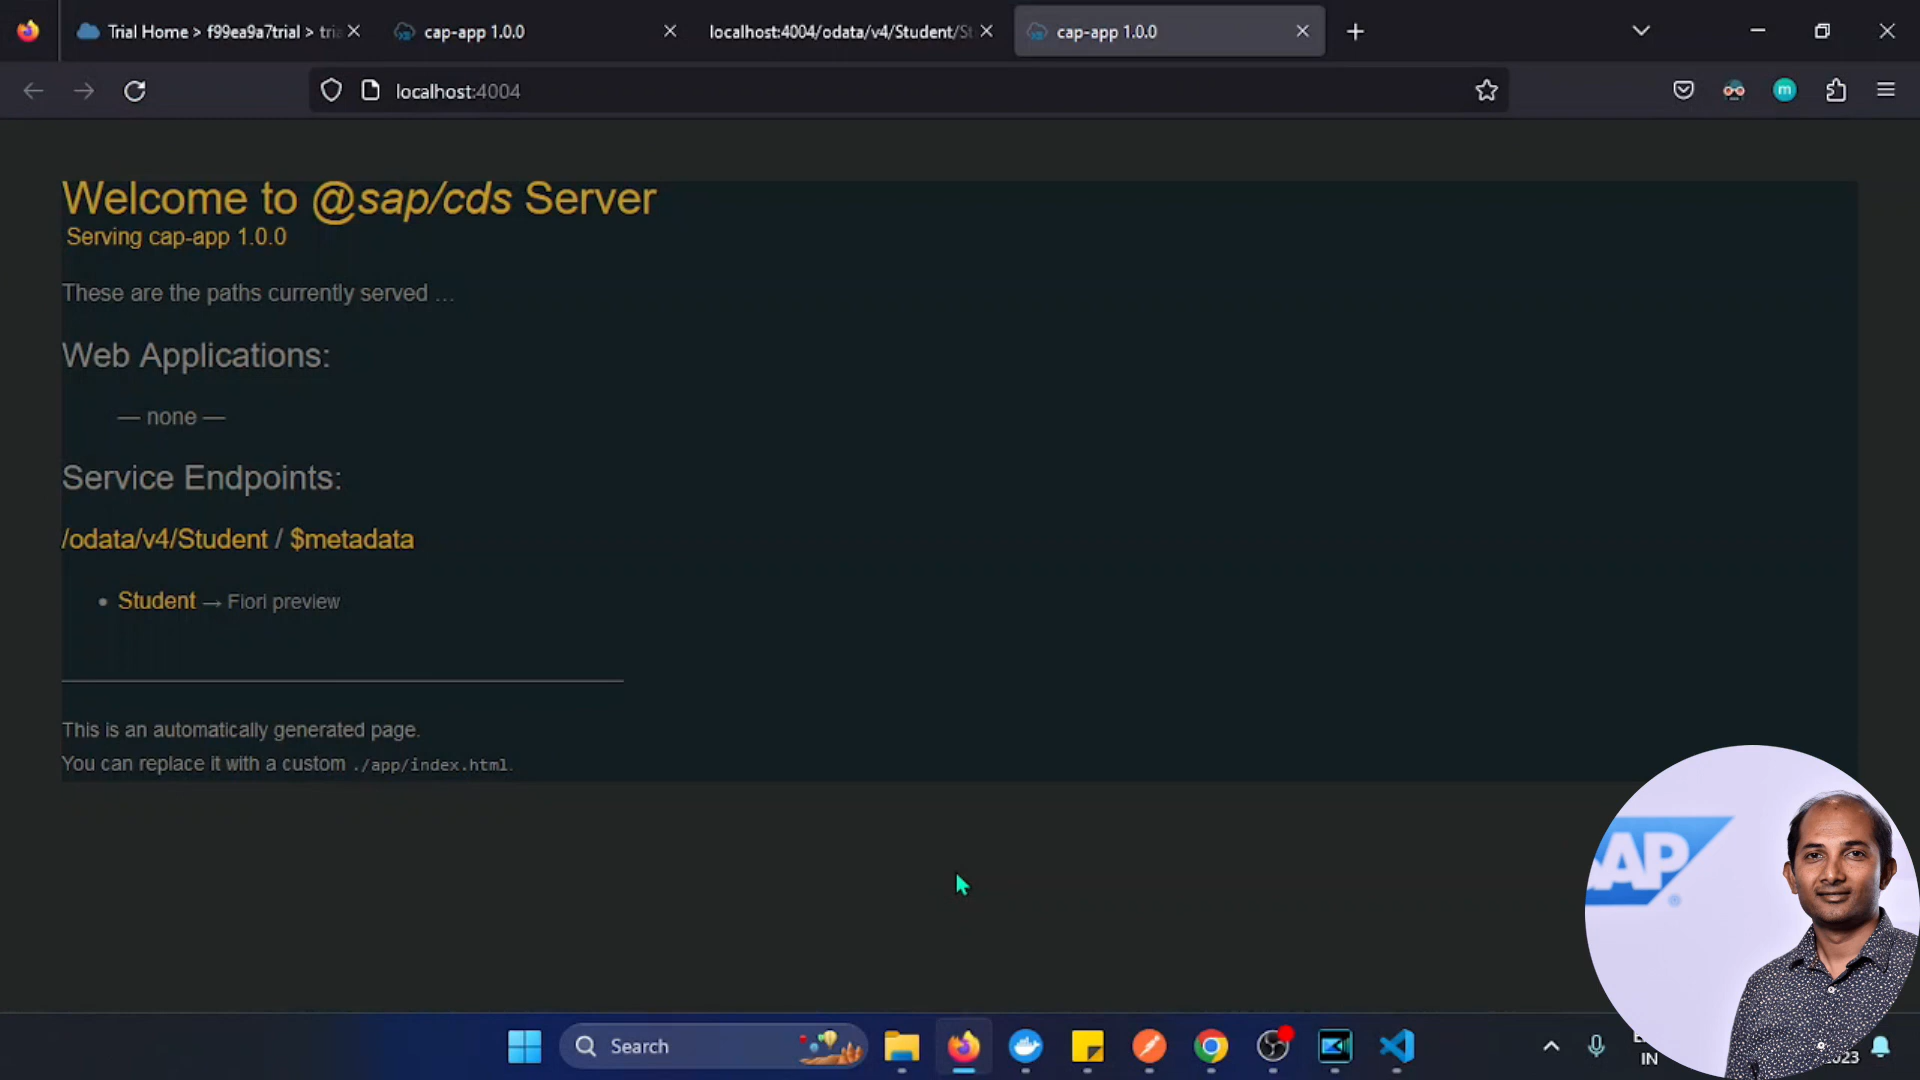 Trial Home > f99ea9a7trial > tria
cap-app 1.0.0
localhost:4004/odata/v4/Student/St
cap-app 1.0.0
localhost:4004
m
Welcome to @sap/cds Server
Serving cap-app 1.0.0
These are the paths currently served ...
Web Applications:
— none —
Service Endpoints:
/odata/v4/Student / $metadata
• Student → Fiori preview
This is an automatically generated page.
You can replace it with a custom ./app/index.html.
AP
Search
IN